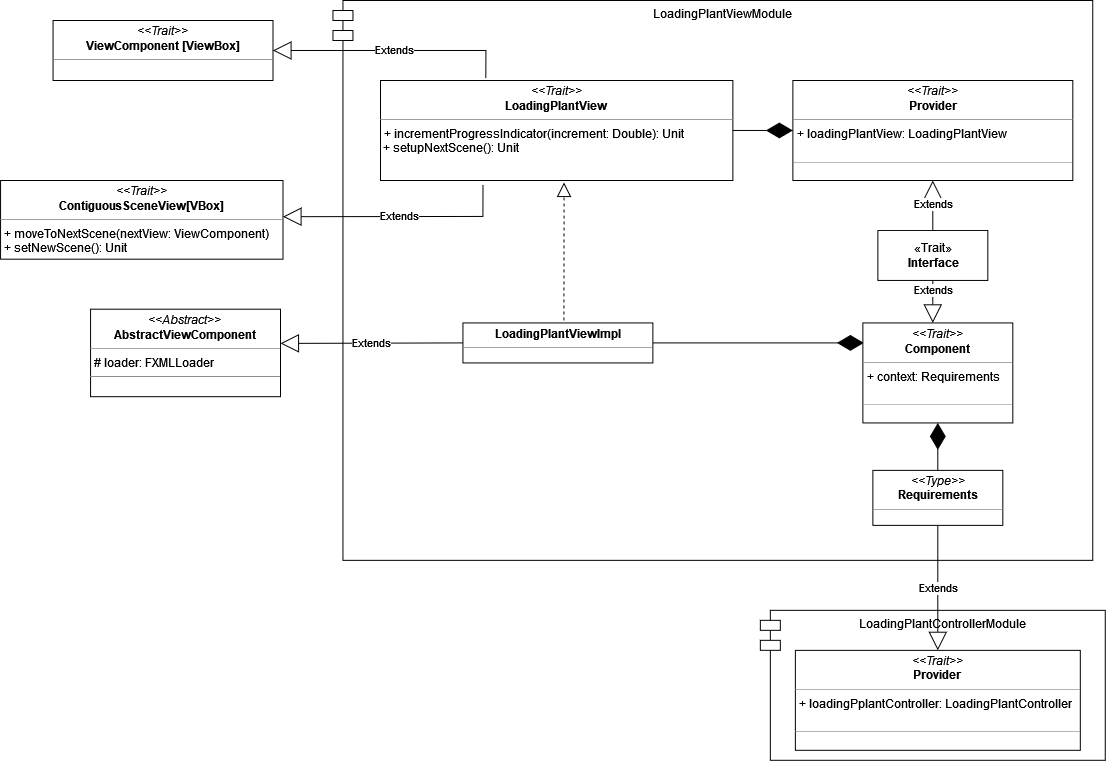 LoadingPlantViewModule
<<Trait>>
ViewComponent [ViewBox]
Extends
<<Trait>>
LoadingPlantView
+ incrementProgressIndicator(increment: Double): Unit
+ setupNextScene(): Unit
<<Trait>>
Provider
+ loadingPlantView: LoadingPlantView
<<Trait>>
ContiguousSceneView[VBox]
+ moveToNextScene(nextView: ViewComponent)
+ setNewScene(): Unit
Extends
Extends
«Trait»
Interface
Extends
<<Abstract>>
AbstractViewComponent
# loader: FXMLLoader
Extends
LoadingPlantViewImpl
<<Trait>>
Component
+ context: Requirements
<<Type>>
Requirements
Extends
LoadingPlantControllerModule
<<Trait>>
Provider
+ loadingPplantController: LoadingPlantController